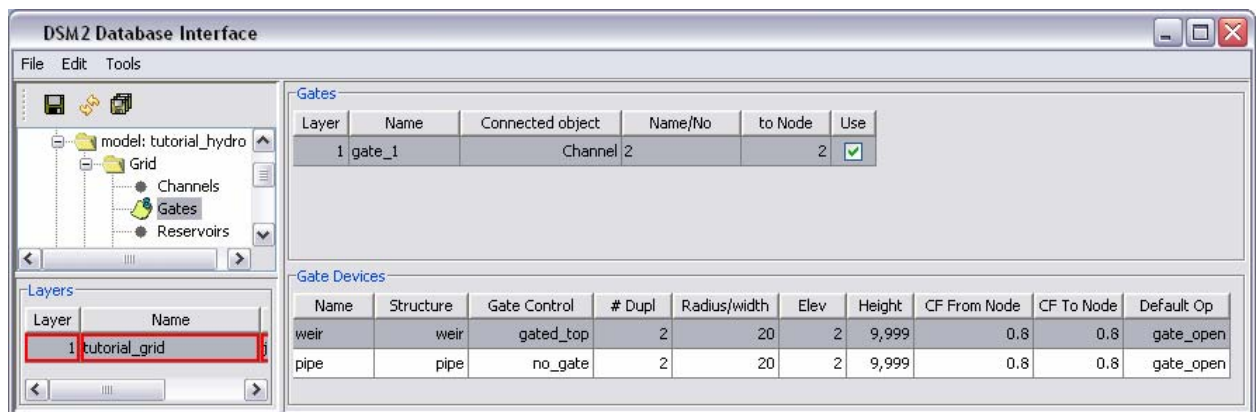 DSM2 Database Interface
File Edit Tools
model: tutorial_hydro
Grid
Channels
Gates
Reservoirs
Layers
Layer Name
1 tutorial_grid
Gates
Layer Name Connected object Name/No to Node Use
1 gate_1 Channel 2 2
Gate Devices
Name Structure Gate Control # Dupl Radius/width Elev Height CF From Node CF To Node Default Op
weir weir gated_top 2 20 2 9,999 0.8 0.8 gate_open
pipe pipe no_gate 2 20 2 9,999 0.8 0.8 gate_open